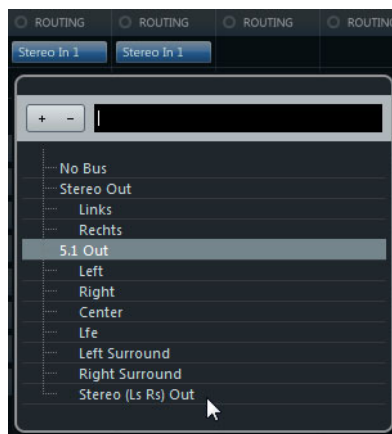 ROUTING ROUTING ROUTING ROUTIN
Stereo In 1 Stereo In 1
+ -
No Bus
Stereo Out
Links
Rechts
5.1 Out
Left
Right
Center
Lfe
Left Surround
Right Surround
Stereo (Ls Rs) Out